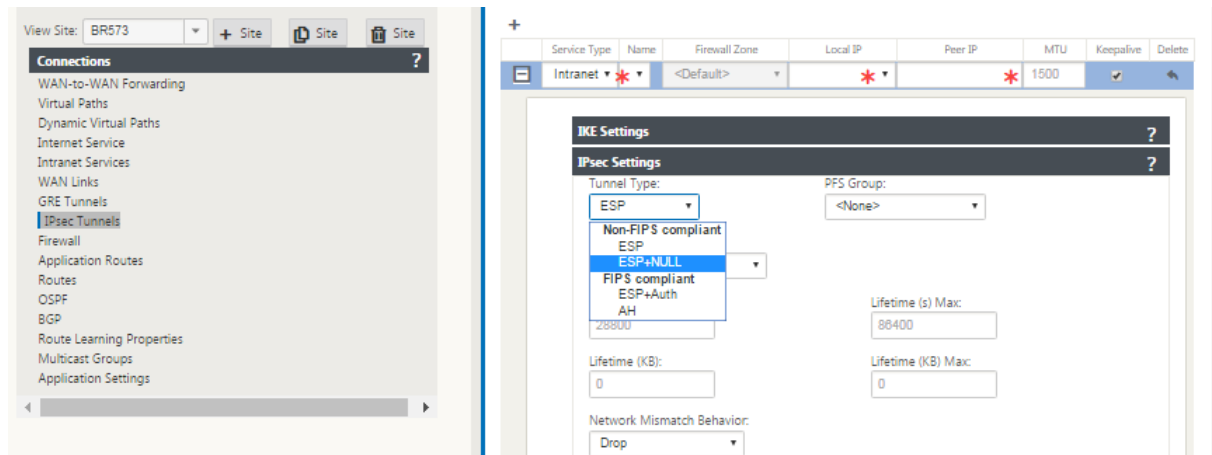 View Site: BR573 + Site Site Site
Connections ?
WAN-to-WAN Forwarding
Virtual Paths
Dynamic Virtual Paths
Internet Service
Intranet Services
WAN Links
GRE Tunnels
IPsec Tunnels
Firewall
Application Routes
Routes
OSPF
BGP
Route Learning Properties
Multicast Groups
Application Settings
+
Service Type Name Firewall Zone Local IP Peer IP MTU Keepalive Delete
Intranet * <Default> * * 1500
IKE Settings ?
IPsec Settings ?
Tunnel Type: PFS Group:
ESP <None>
Non-FIPS compliant
ESP
ESP+NULL
FIPS compliant
ESP+Auth
AH
Lifetime (s) Max:
28800 86400
Lifetime (KB): Lifetime (KB) Max:
0 0
Network Mismatch Behavior:
Drop